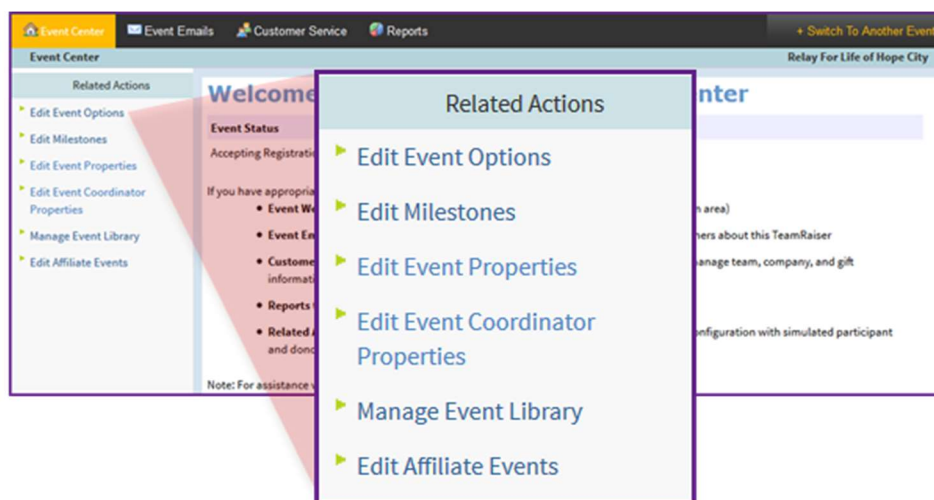 Event Center Event Emails Customer Service Reports + Switch To Another Event
Event Center Relay For Life of Hope City
Related Actions
Edit Event Options
Edit Milestones
Edit Event Properties
Edit Event Coordinator
Properties
Manage Event Library
Edit Affiliate Events
Welcome nter
Event Status
Accepting Registrati
If you have appropria
• Event We n area)
• Event En ners about this TeamRaiser
• Custome anage team, company, and gift
informati
• Reports
• Related onfiguration with simulated participant
and dono
Note: For assistance
Related Actions
Edit Event Options
Edit Milestones
Edit Event Properties
Edit Event Coordinator
Properties
Manage Event Library
Edit Affiliate Events